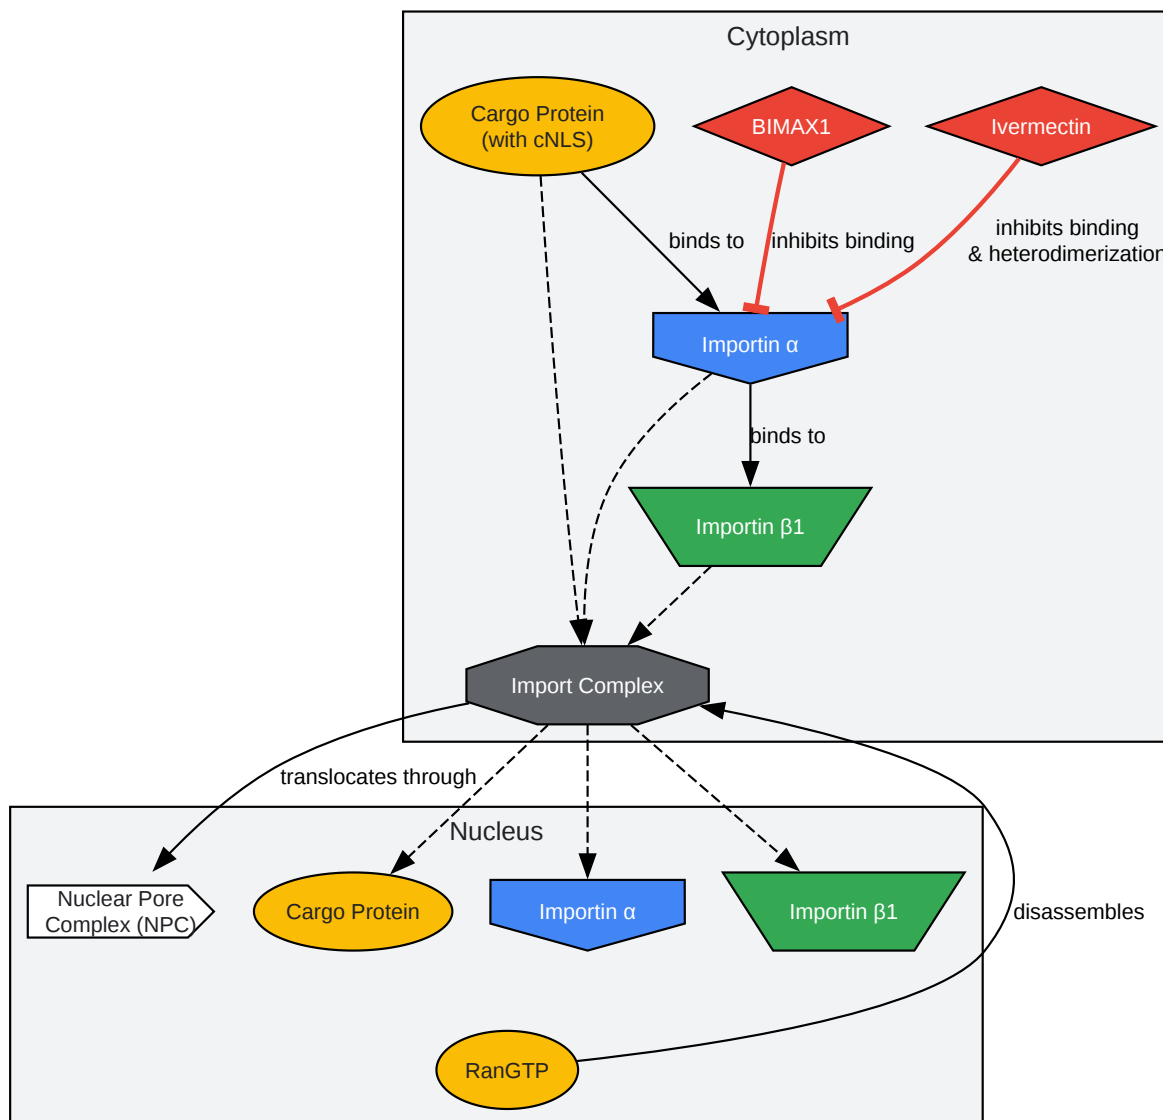 Cytoplasm
Cargo Protein
(with cNLS)
BIMAX1
Ivermectin
binds to
inhibits binding
inhibits binding
& heterodimerization
Importin α
binds to
Importin β1
Import Complex
translocates through
Nucleus
Nuclear Pore
Complex (NPC)
Cargo Protein
Importin α
Importin β1
disassembles
RanGTP